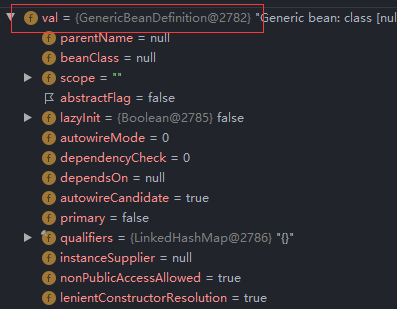 val = {GenericBeanDefinition@2782} "Generic bean: class [nul
parentName = null
beanClass = null
scope = ""
abstractFlag = false
lazyInit = {Boolean@2785} false
autowireMode = 0
dependencyCheck = 0
dependsOn = null
autowireCandidate = true
primary = false
qualifiers = {LinkedHashMap@2786} "{}"
instanceSupplier = null
nonPublicAccessAllowed = true
lenientConstructorResolution = true